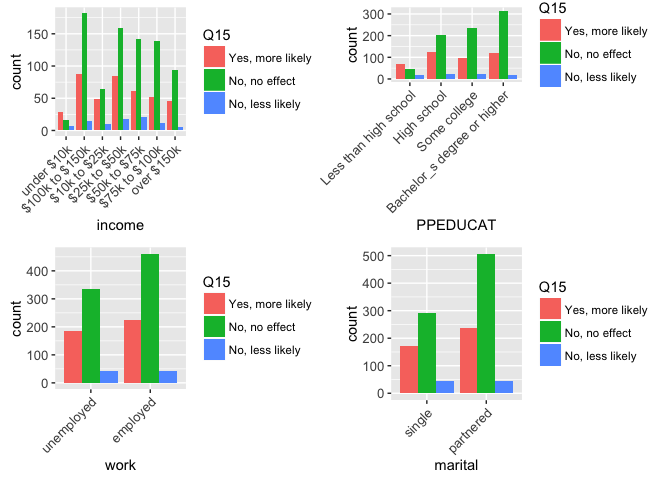 count
150
100
50
0
under $10k
$100k to $150k
$10k to $25k
$25k to $50k
$50k to $75k
$75k to $100k
over $150k
income
Q15
Yes, more likely
No, no effect
No, less likely
count
300
200
100
0
Less than high school
High school
Some college
Bachelor_s degree or higher
PPEDUCAT
Q15
Yes, more likely
No, no effect
No, less likely
count
400
300
200
100
0
unemployed
employed
work
Q15
Yes, more likely
No, no effect
No, less likely
count
500
400
300
200
100
0
single
partnered
marital
Q15
Yes, more likely
No, no effect
No, less likely